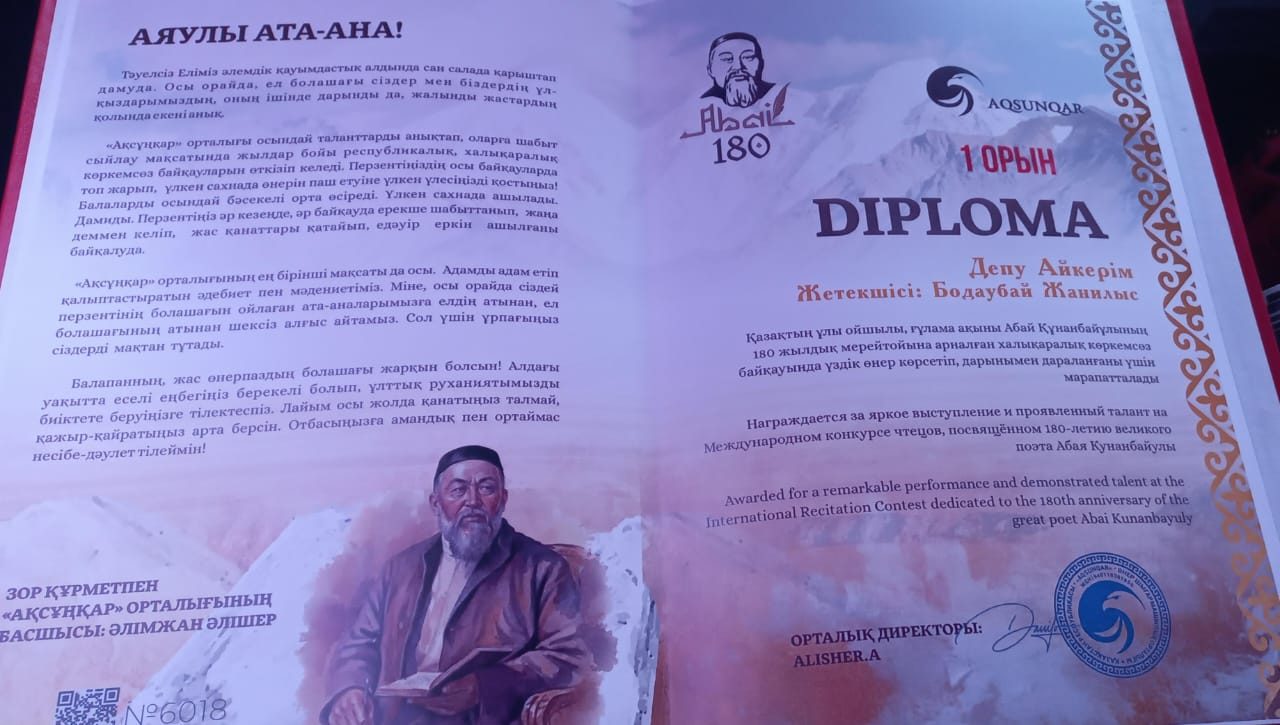 АЯУЛЫ АТА-АНА!
Тәуелсіз Еліміз әлемдік қауымдастық алдында сан салада қарыштап
дамуда. Осы орайда, ел болашағы сіздер мен біздердің ұл-
қыздарымыздың, оның ішінде дарынды да, жалынды жастардың
қолында екені анық.
«Ақсұңқар» орталығы осындай таланттарды анықтап, оларға шабыт
сыйлау мақсатында жылдар бойы республикалық, халықаралық
көркемсөз байқауларын өткізіп келеді. Перзентіңіздің осы байқауларда
топ жарып, үлкен сахнада өнерін паш етуіне үлкен үлесіңізді қостыңыз!
Балаларды осындай бәсекелі орта өсіреді. Үлкен сахнада ашылады.
Дамиды. Перзентіңіз әр кезеңде, әр байқауда ерекше шабыттанып, жаңа
деммен келіп, жас қанаттары қатайып, едәуір еркін ашылғаны
байқалуда.
«Ақсұңқар» орталығының ең бірінші мақсаты да осы. Адамды адам етіп
қалыптастыратын әдебиет пен мәдениетіміз. Міне, осы орайда сіздей
перзентінің болашағын ойлаған ата-аналарымызға елдің атынан, ел
болашағының атынан шексіз алғыс айтамыз. Сол үшін ұрпағыңыз
сіздерді мақтан тұтады.
Балапанның, жас өнерпаздың болашағы жарқын болсын! Алдағы
уақытта еселі еңбегіңіз берекелі болып, ұлттық руханиятымызды
биіктете беруіңізге тілектеспіз. Лайым осы жолда қанатыңыз талмай,
қажыр-қайратыңыз арта берсін. Отбасыңызға амандық пен ортаймас
несібе-дәулет тілеймін!
ЗОР ҚҰРМЕТПЕН
«АҚСҰҢҚАР» ОРТАЛЫҒЫНЫҢ
БАСШЫСЫ: ӘЛІМЖАН ӘЛІШЕР
№6018
Abai
180
AQSUNQAR
1 ОРЫН
DIPLOMA
Депу Айкерім
Жетекшісі: Бодаубай Жанилыс
Қазақтың ұлы ойшылы, ғұлама ақыны Абай Құнанбайұлының
180 жылдық мерейтойына арналған халықаралық көркемсөз
байқауында үздік өнер көрсетіп, дарынымен дараланғаны үшін
марапатталады
Награждается за яркое выступление и проявленный талант на
Международном конкурсе чтецов, посвящённом 180-летию великого
поэта Абая Кунанбайулы
Awarded for a remarkable performance and demonstrated talent at the
International Recitation Contest dedicated to the 180th anniversary of the
great poet Abai Kunanbayuly
ОРТАЛЫҚ ДИРЕКТОРЫ:
ALISHER.A